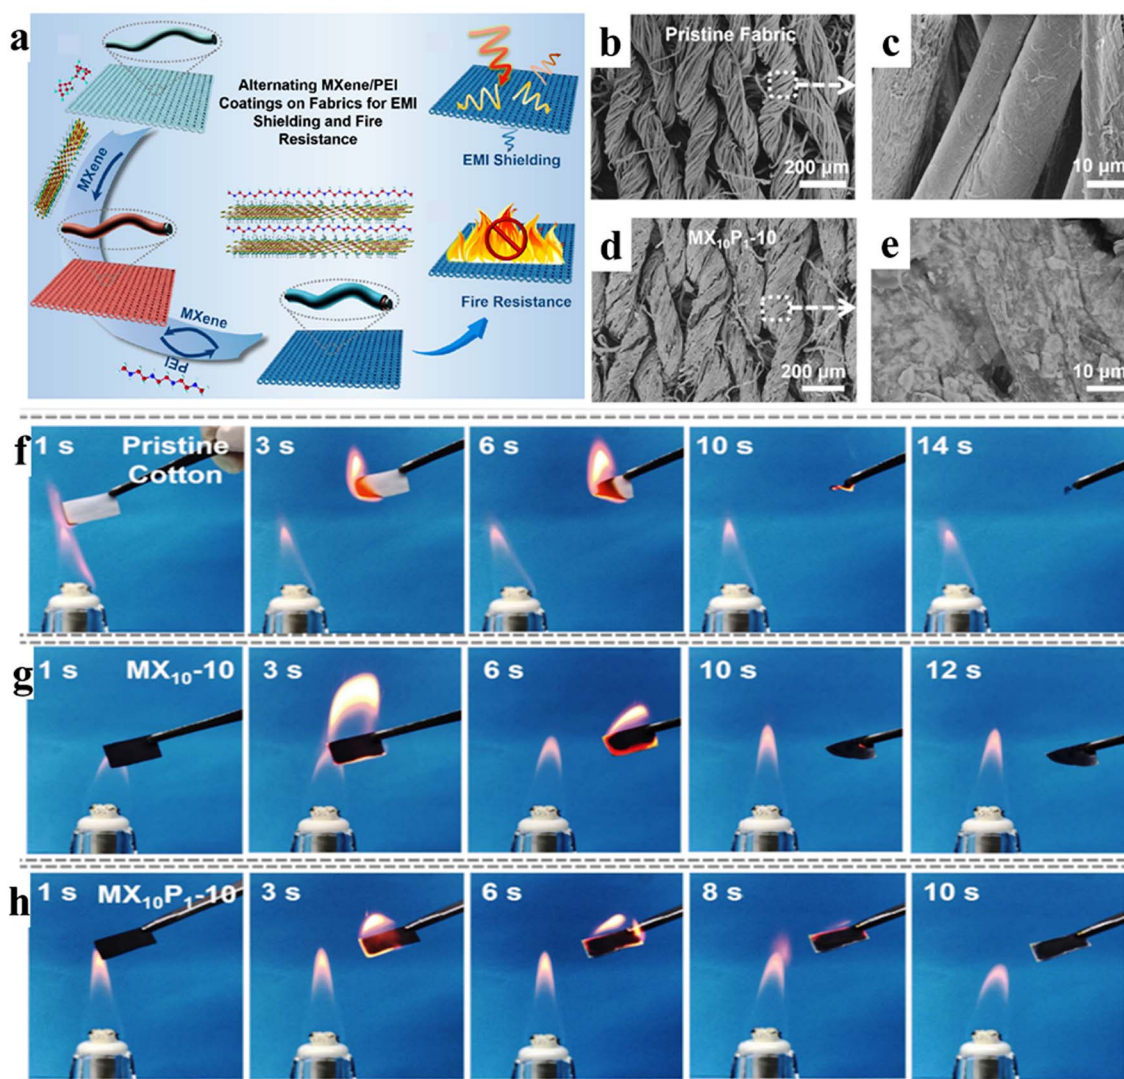 a
Alternating MXene/PEI
Coatings on Fabrics for EMI
Shielding and Fire
Resistance
EMI Shielding
MXene
Fire Resistance
MXene
PEI
b
Pristine Fabric
200 µm
c
10 µm
d
MX₁₀P₁-10
200 µm
e
10 µm
f
1 s
Pristine
Cotton
3 s
6 s
10 s
14 s
g
1 s
MX₁₀-10
3 s
6 s
10 s
12 s
h
1 s
MX₁₀P₁-10
3 s
6 s
8 s
10 s